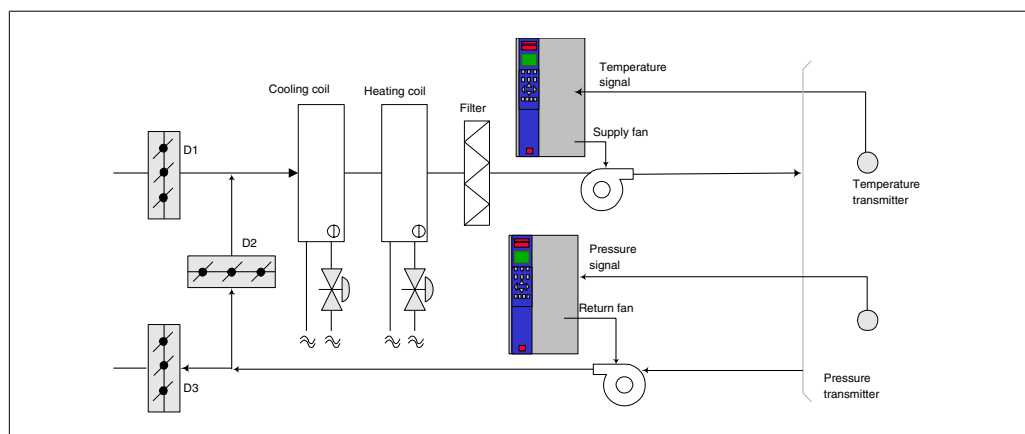 Cooling coil
Heating coil
Filter
Temperature
signal
Supply fan
D1
Temperature
transmitter
D2
Pressure
signal
Return fan
D3
Pressure
transmitter